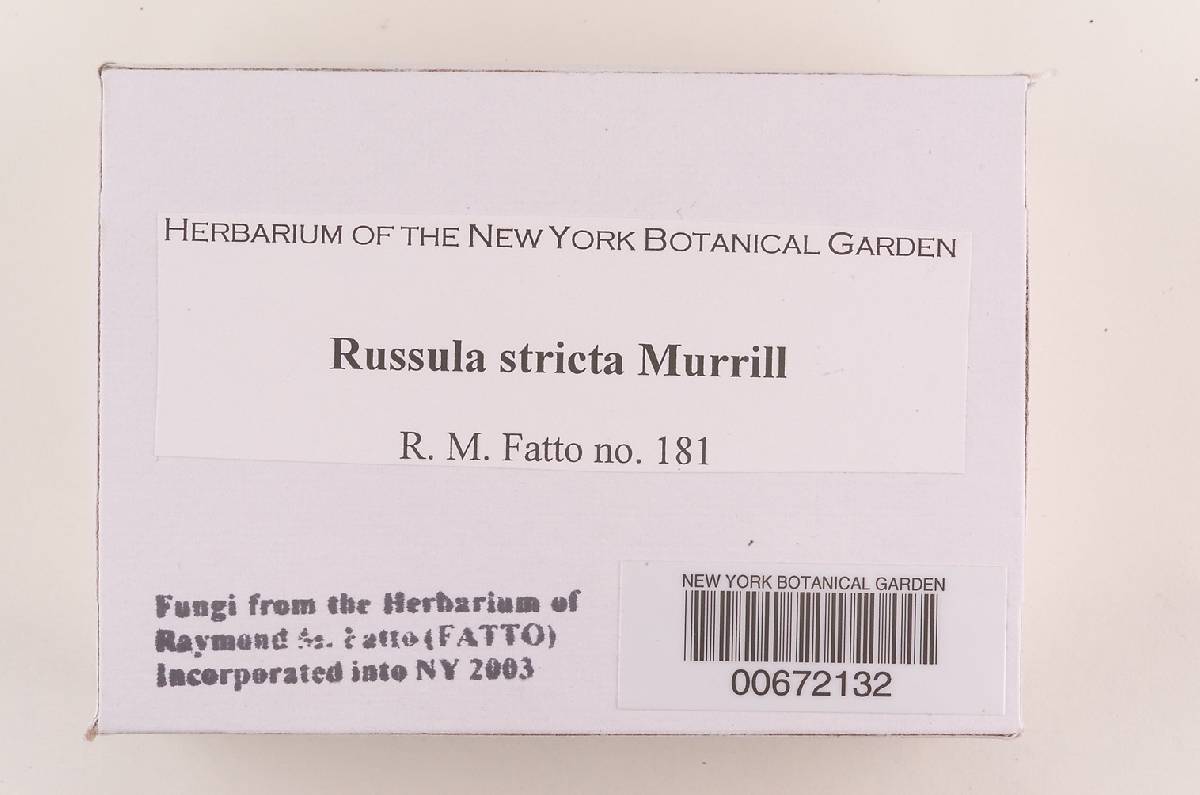 HERBARIUM OF THE NEW YORK BOTANICAL GARDEN
Russula stricta Murrill
R. M. Fatto no. 181
Fungi from the Herbarium of
Raymond M. Fatto (FATTO)
Incorporated into NY 2003
NEW YORK BOTANICAL GARDEN
00672132